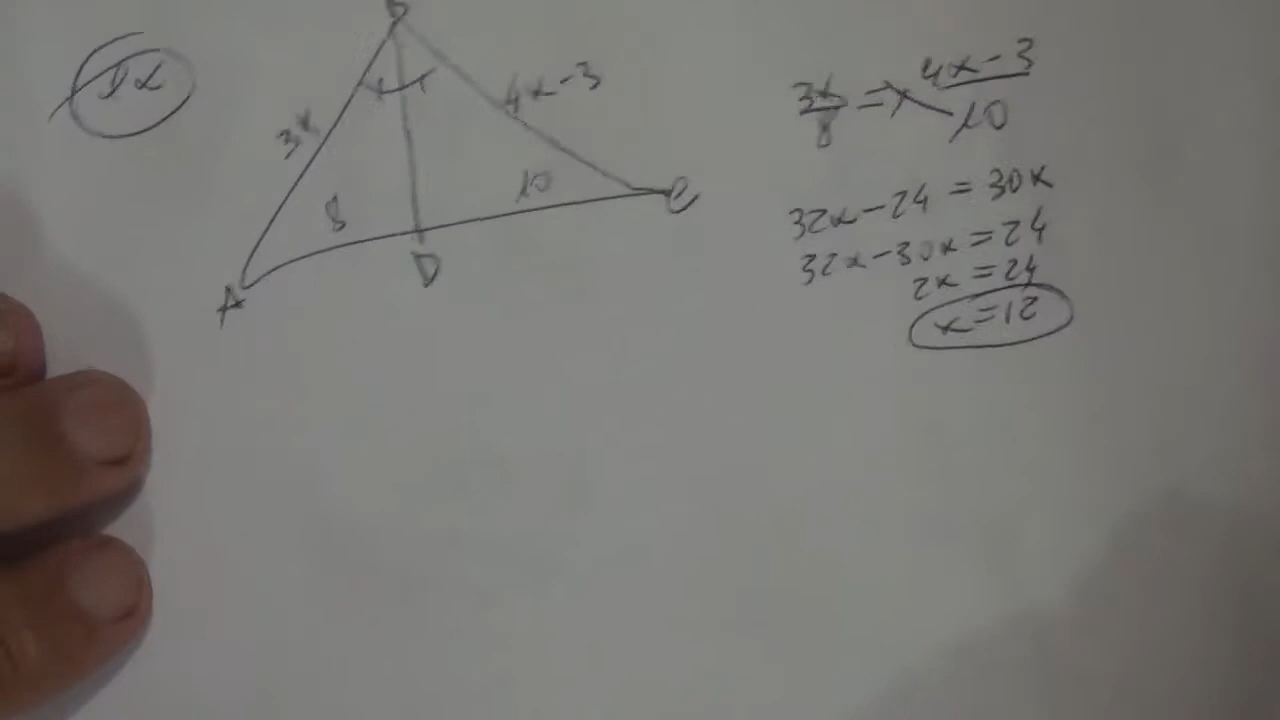 IX
B
3x
4x-3
8
10
A
D
C
3x/8 = 4x-3/10
32x-24 = 30x
32x-30x = 24
2x = 24
x = 12